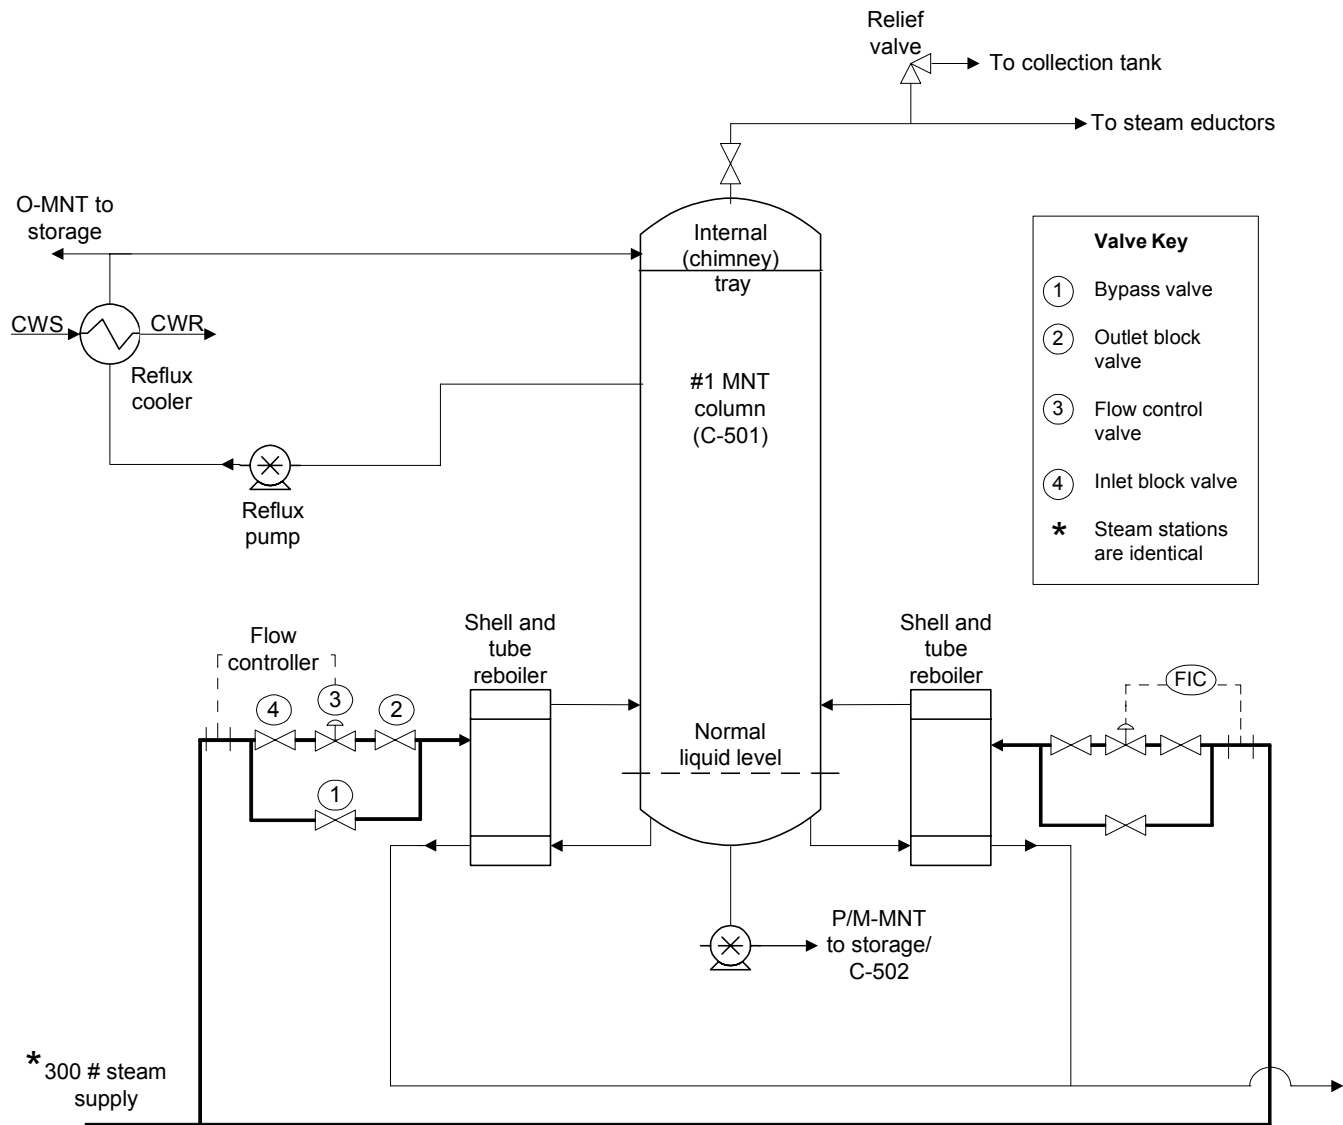 Relief
valve
To collection tank
To steam eductors
O-MNT to
storage
CWS
CWR
Reflux
cooler
Reflux
pump
Internal
(chimney)
tray
#1 MNT
column
(C-501)
Valve Key
1 Bypass valve
2 Outlet block
valve
3 Flow control
valve
4 Inlet block valve
* Steam stations
are identical
Flow
controller
4
3
2
1
Shell and
tube
reboiler
Normal
liquid level
Shell and
tube
reboiler
FIC
P/M-MNT
to storage/
C-502
* 300 # steam
supply